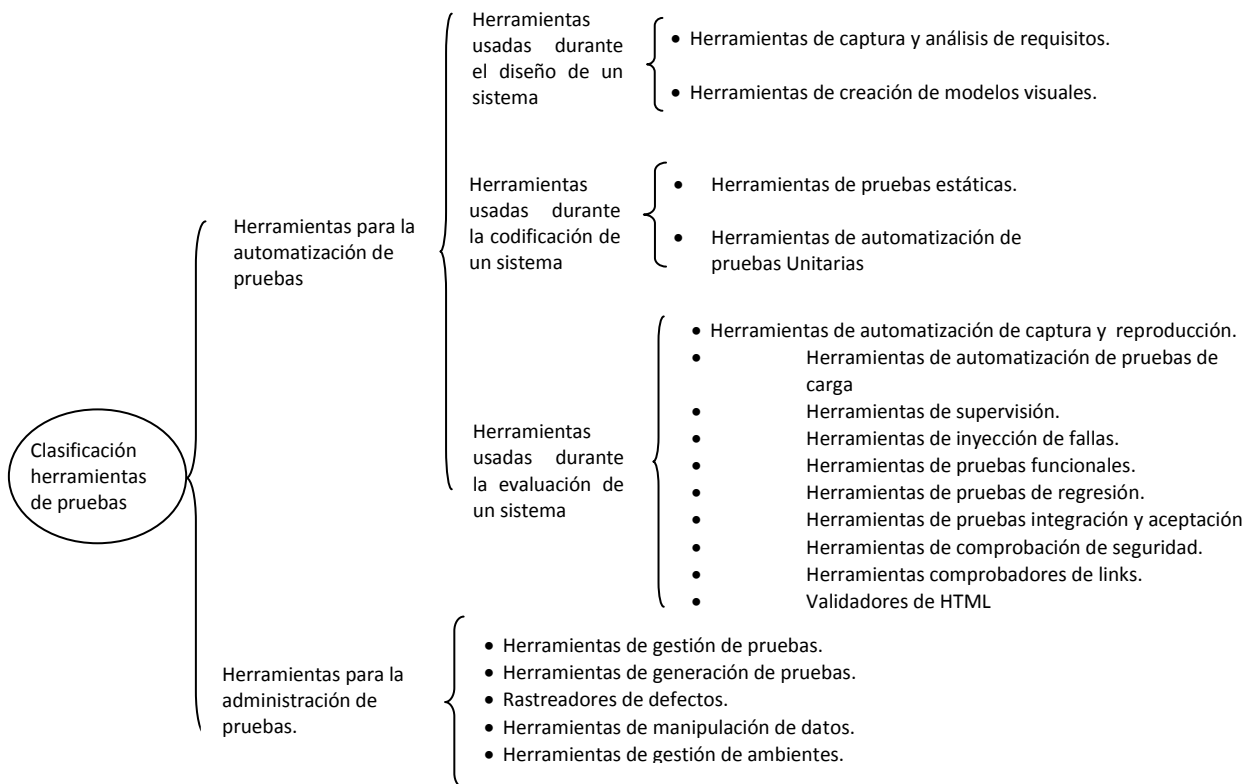 Clasificación
herramientas
de pruebas
Herramientas para la
automatización de
pruebas
Herramientas
usadas durante
el diseño de un
sistema
• Herramientas de captura y análisis de requisitos.
• Herramientas de creación de modelos visuales.
Herramientas
usadas durante
la codificación de
un sistema
• Herramientas de pruebas estáticas.
• Herramientas de automatización de
pruebas Unitarias
Herramientas
usadas durante
la evaluación de
un sistema
• Herramientas de automatización de captura y reproducción.
• Herramientas de automatización de pruebas de
carga
• Herramientas de supervisión.
• Herramientas de inyección de fallas.
• Herramientas de pruebas funcionales.
• Herramientas de pruebas de regresión.
• Herramientas de pruebas integración y aceptación
• Herramientas de comprobación de seguridad.
• Herramientas comprobadores de links.
• Validadores de HTML
Herramientas para la
administración de
pruebas.
• Herramientas de gestión de pruebas.
• Herramientas de generación de pruebas.
• Rastreadores de defectos.
• Herramientas de manipulación de datos.
• Herramientas de gestión de ambientes.